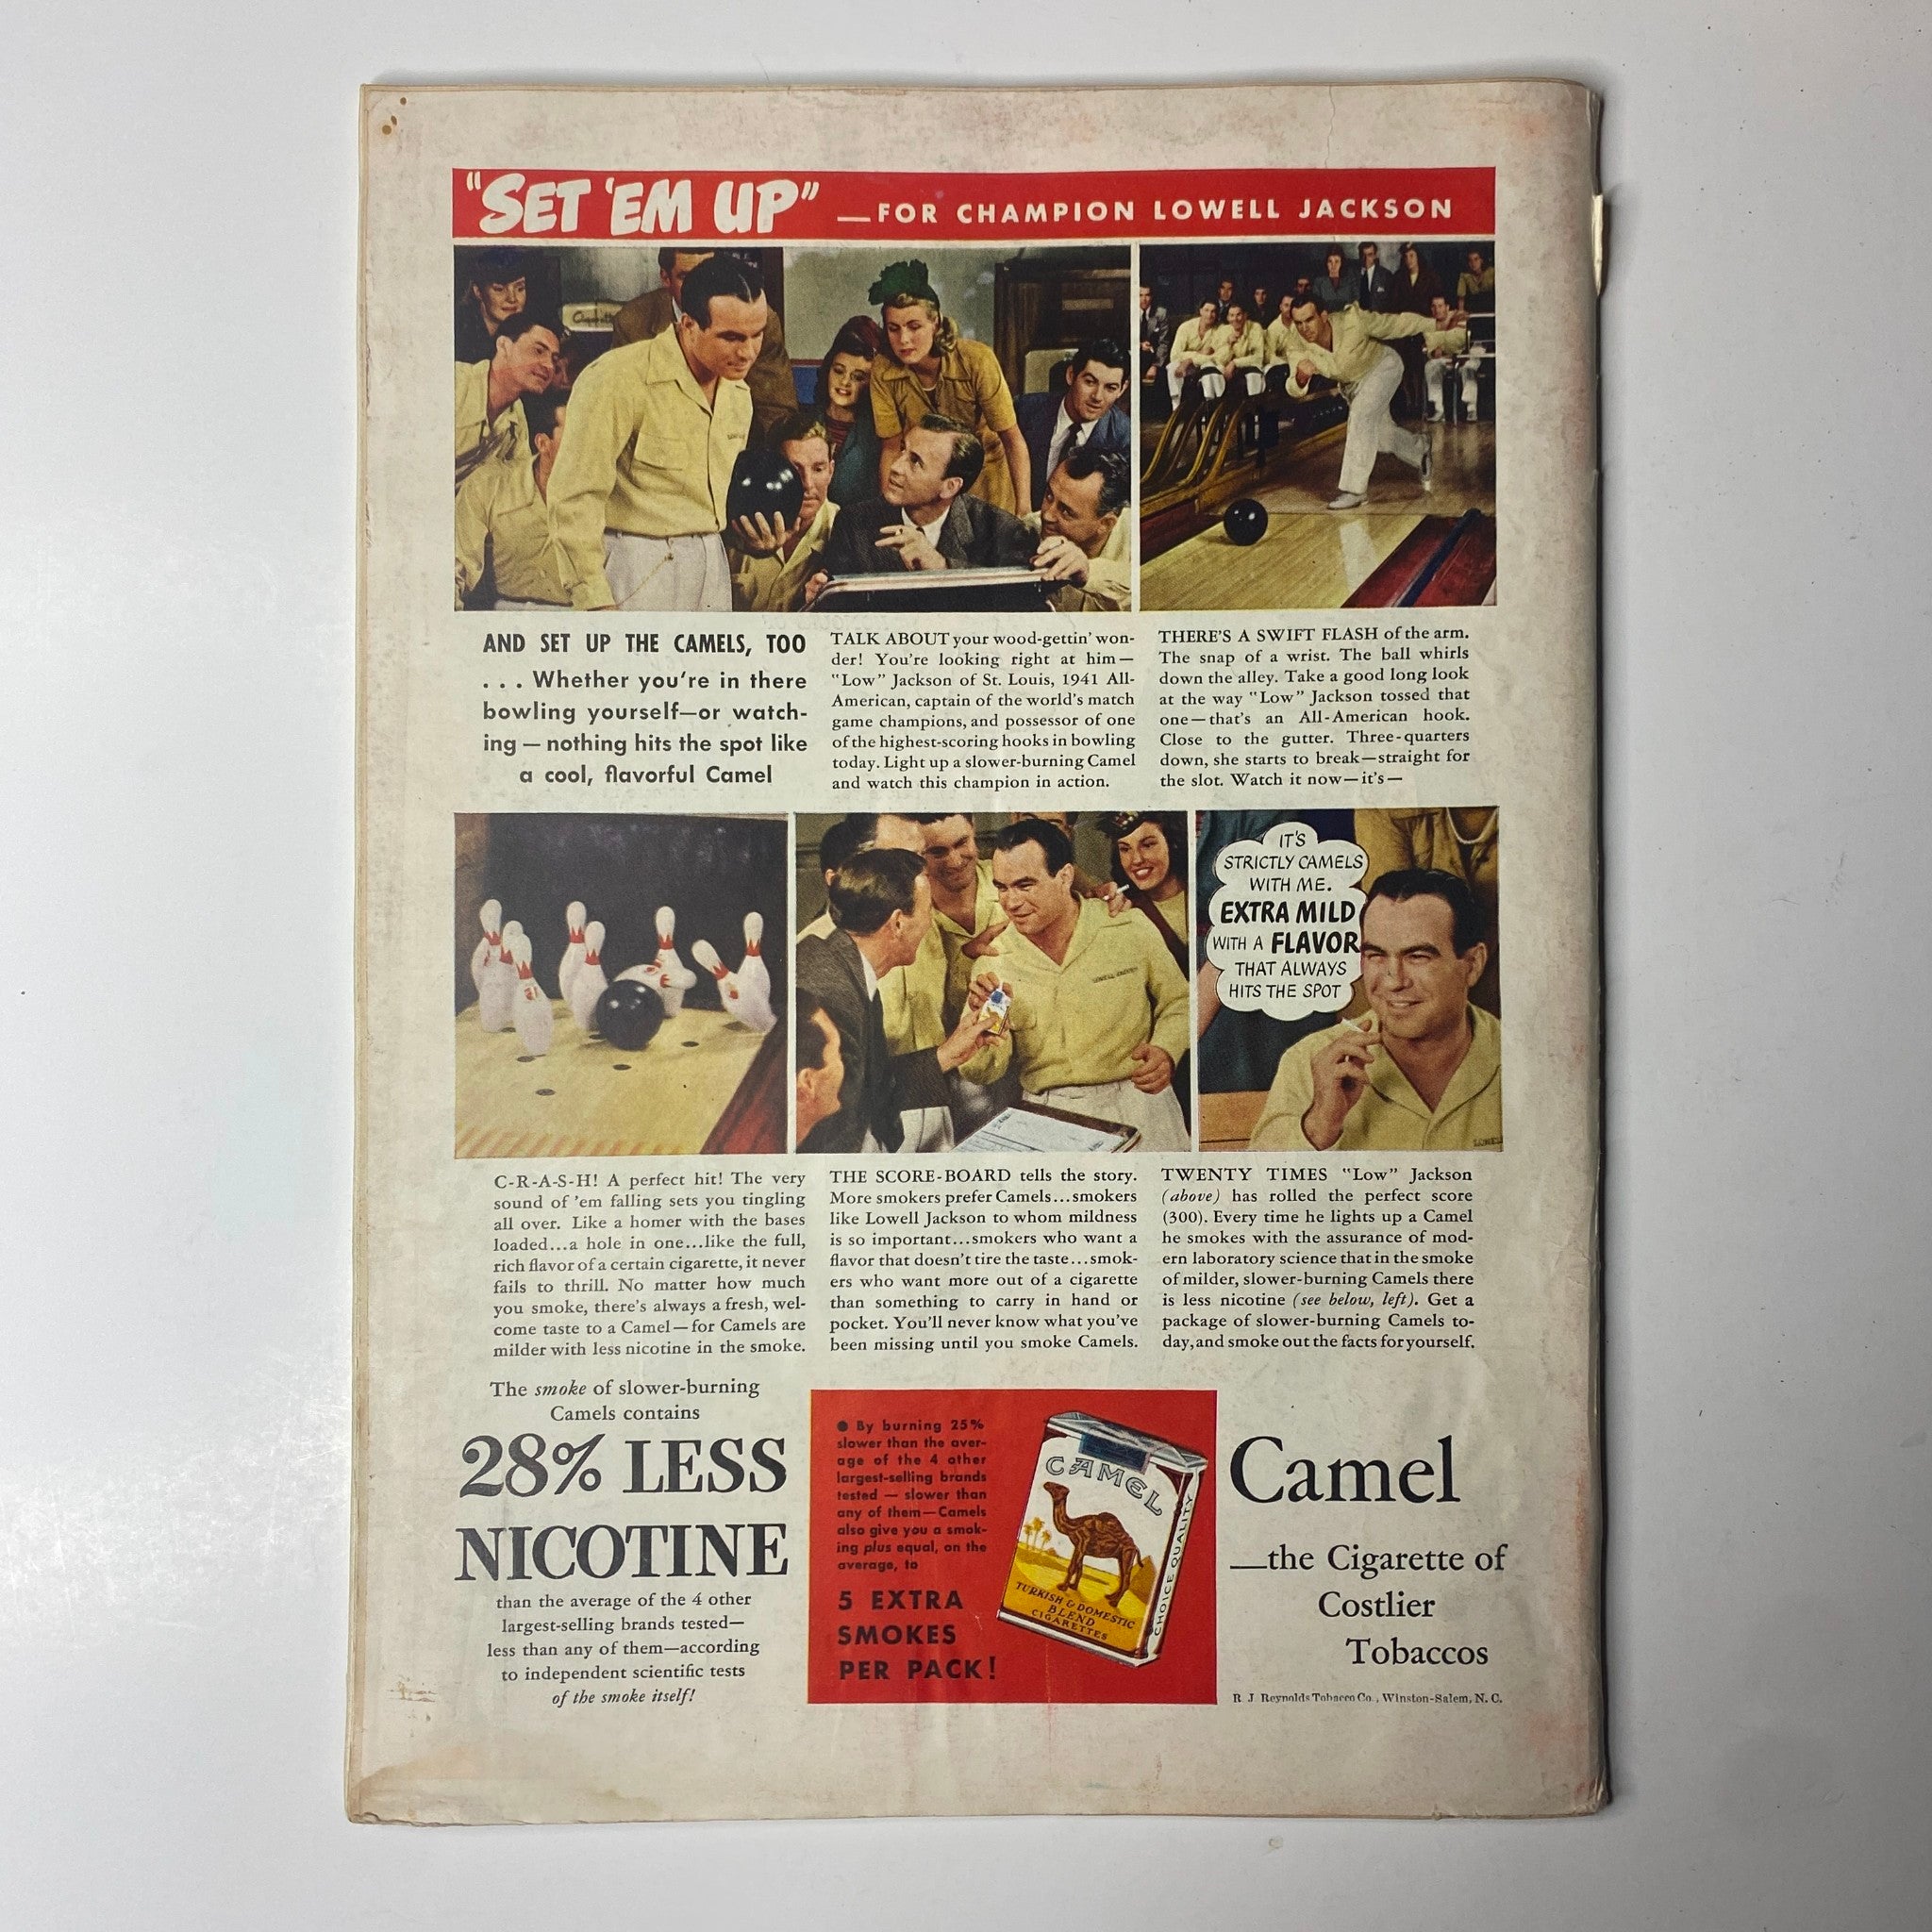 "SET 'EM UP" —FOR CHAMPION LOWELL JACKSON
AND SET UP THE CAMELS, TOO
. . . Whether you're in there
bowling yourself—or watch-
ing — nothing hits the spot like
a cool, flavorful Camel
TALK ABOUT your wood-gettin' won-
der! You're looking right at him—
"Low" Jackson of St. Louis, 1941 All-
American, captain of the world's match
game champions, and possessor of one
of the highest-scoring hooks in bowling
today. Light up a slower-burning Camel
and watch this champion in action.
THERE'S A SWIFT FLASH of the arm.
The snap of a wrist. The ball whirls
down the alley. Take a good long look
at the way "Low" Jackson tossed that
one—that's an All-American hook.
Close to the gutter. Three-quarters
down, she starts to break—straight for
the slot. Watch it now—it's—
IT'S
STRICTLY CAMELS
WITH ME.
EXTRA MILD
WITH A FLAVOR
THAT ALWAYS
HITS THE SPOT
C-R-A-S-H! A perfect hit! The very
sound of 'em falling sets you tingling
all over. Like a homer with the bases
loaded...a hole in one...like the full,
rich flavor of a certain cigarette, it never
fails to thrill. No matter how much
you smoke, there's always a fresh, wel-
come taste to a Camel—for Camels are
milder with less nicotine in the smoke.
THE SCORE-BOARD tells the story.
More smokers prefer Camels...smokers
like Lowell Jackson to whom mildness
is so important...smokers who want a
flavor that doesn't tire the taste...smok-
ers who want more out of a cigarette
than something to carry in hand or
pocket. You'll never know what you've
been missing until you smoke Camels.
TWENTY TIMES "Low" Jackson
(above) has rolled the perfect score
(300). Every time he lights up a Camel
he smokes with the assurance of mod-
ern laboratory science that in the smoke
of milder, slower-burning Camels there
is less nicotine (see below, left). Get a
package of slower-burning Camels to-
day, and smoke out the facts for yourself.
The smoke of slower-burning
Camels contains
28% LESS
NICOTINE
than the average of the 4 other
largest-selling brands tested—
less than any of them—according
to independent scientific tests
of the smoke itself!
● By burning 25%
slower than the aver-
age of the 4 other
largest-selling brands
tested — slower than
any of them—Camels
also give you a smok-
ing plus equal, on the
average, to
5 EXTRA
SMOKES
PER PACK!
CAMEL
TURKISH & DOMESTIC
BLEND
CIGARETTES
CHOICE QUALITY
Camel
—the Cigarette of
Costlier
Tobaccos
R. J. Reynolds Tobacco Co., Winston-Salem, N. C.